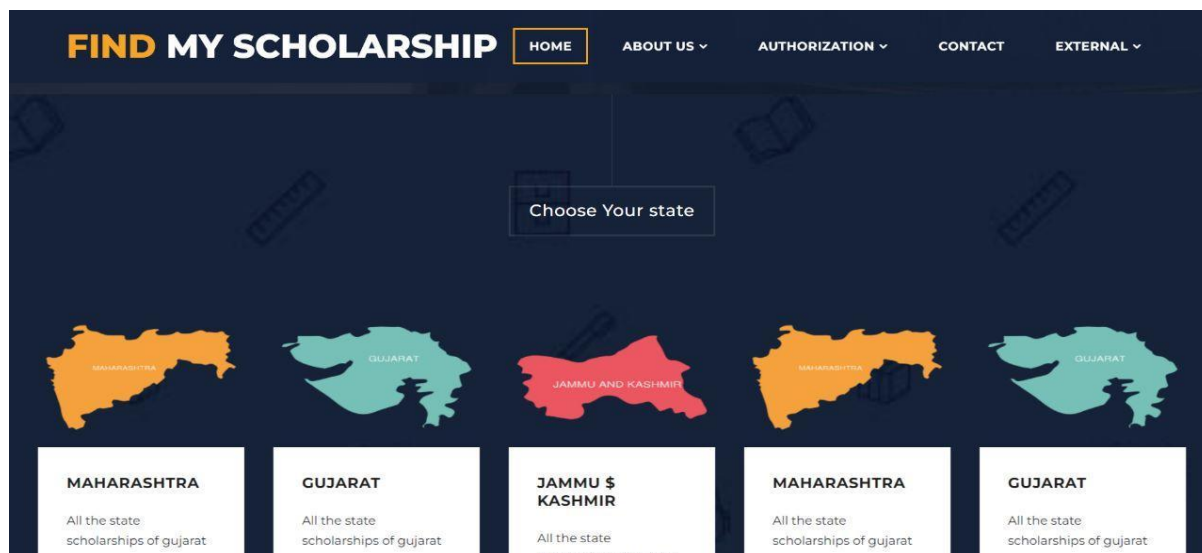 FIND MY SCHOLARSHIP
HOME
ABOUT US
AUTHORIZATION
CONTACT
EXTERNAL
Choose Your state
MAHARASHTRA
GUJARAT
JAMMU AND KASHMIR
MAHARASHTRA
GUJARAT
MAHARASHTRA
All the state
scholarships of gujarat
GUJARAT
All the state
scholarships of gujarat
JAMMU $
KASHMIR
All the state
MAHARASHTRA
All the state
scholarships of gujarat
GUJARAT
All the state
scholarships of gujarat